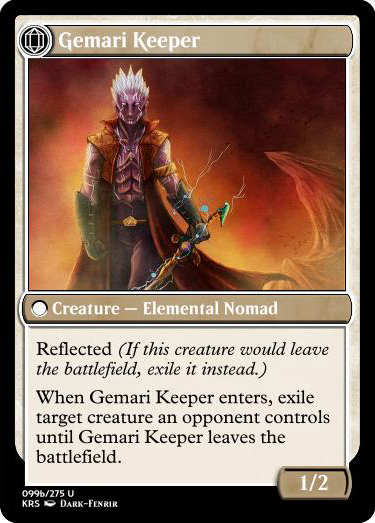 Gemari Keeper
Creature — Elemental Nomad
Reflected (If this creature would leave
the battlefield, exile it instead.)
When Gemari Keeper enters, exile
target creature an opponent controls
until Gemari Keeper leaves the
battlefield.
1/2
099b/275 U
KRS Dark-Fenrir